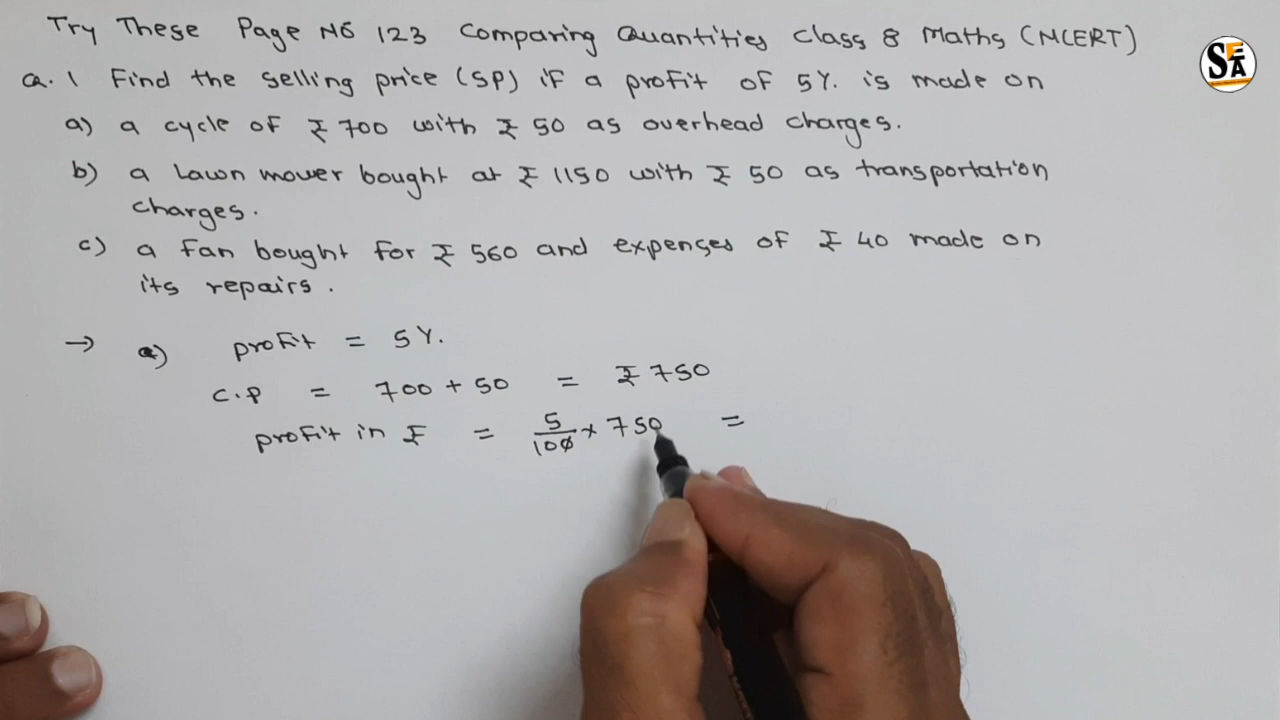 Try These Page No 123 Comparing Quantities Class 8 Maths (NCERT)
Q. 1 Find the selling price (SP) if a profit of 5%. is made on
a) a cycle of ₹ 700 with ₹ 50 as overhead charges.
b) a Lawn mower bought at ₹ 1150 with ₹ 50 as transportation
charges.
c) a fan bought for ₹ 560 and expenses of ₹ 40 made on
its repairs.
→ a) profit = 5%.
C.P = 700 + 50 = ₹ 750
profit in ₹ = 5/100 × 750 =
SFA